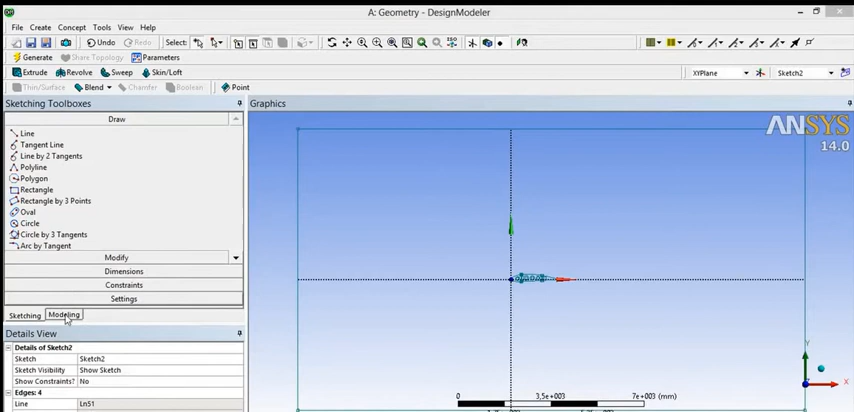 A: Geometry - DesignModeler
File Create Concept Tools View Help
Undo Redo Select:
Generate Share Topology Parameters
Extrude Revolve Sweep Skin/Loft XYPlane Sketch2
Thin/Surface Blend Chamfer Boolean Point
Sketching Toolboxes Graphics
Draw
Line
Tangent Line
Line by 2 Tangents
Polyline
Polygon
Rectangle
Rectangle by 3 Points
Oval
Circle
Circle by 3 Tangents
Arc by Tangent
Modify
Dimensions
Constraints
Settings
Sketching Modeling
Details View
Details of Sketch2
Sketch Sketch2
Sketch Visibility Show Sketch
Show Constraints? No
Edges: 4
Line Ln51
ANSYS
14.0
Y
X
0 3,5e+003 7e+003 (mm)